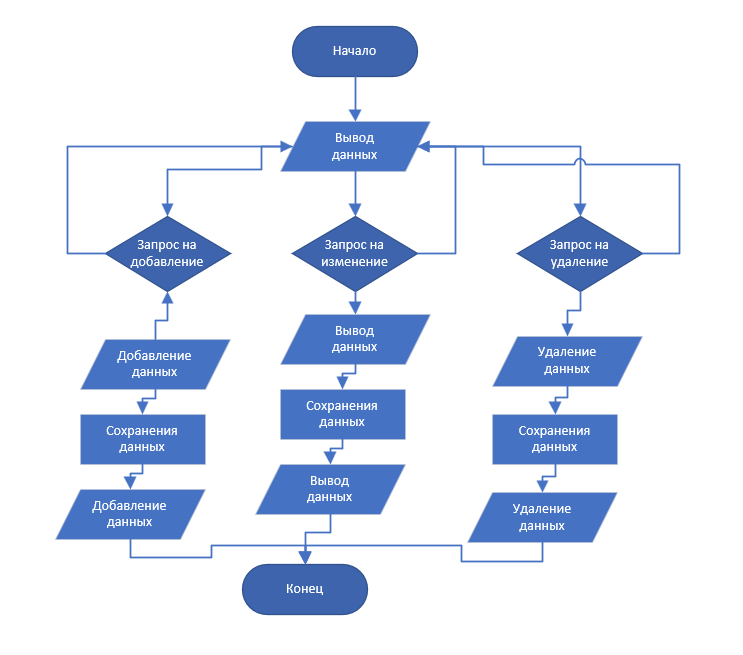 Начало
Вывод
данных
Запрос на
добавление
Запрос на
изменение
Запрос на
удаление
Добавление
данных
Вывод
данных
Удаление
данных
Сохранения
данных
Сохранения
данных
Сохранения
данных
Добавление
данных
Вывод
данных
Удаление
данных
Конец